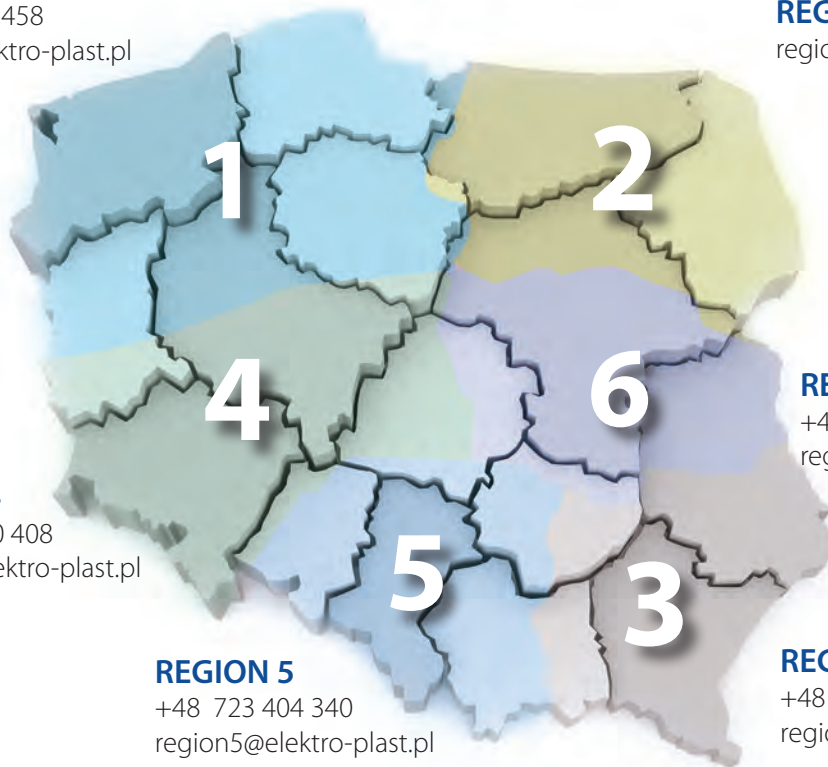 458
ktro-plast.pl
REG
regio
1
2
4
6
RE
+4
reg
0 408
ektro-plast.pl
5
3
REGION 5
+48 723 404 340
region5@elektro-plast.pl
REG
+48
regio